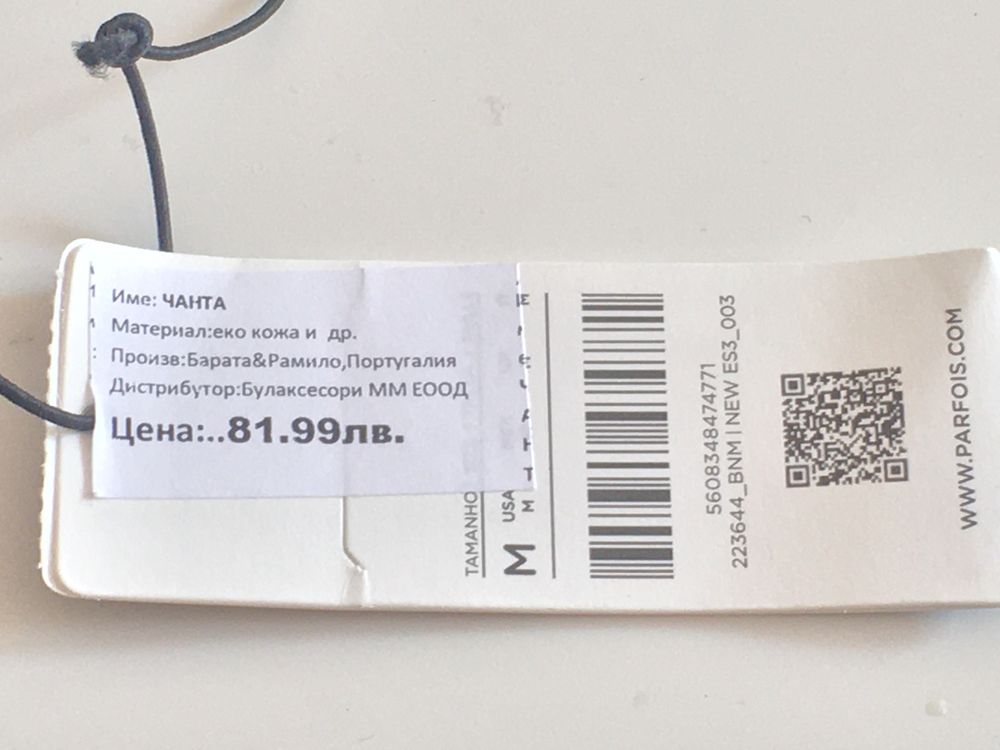 Име: ЧАНТА
Материал:еко кожа и др.
Произв:Барата&Рамило,Португалия
Дистрибутор:Булаксесори ММ ЕООД
Цена:..81.99лв.
TAMANHO
M
USA
M
5608348474771
223644_BNM | NEW ES3_003
WWW.PARFOIS.COM